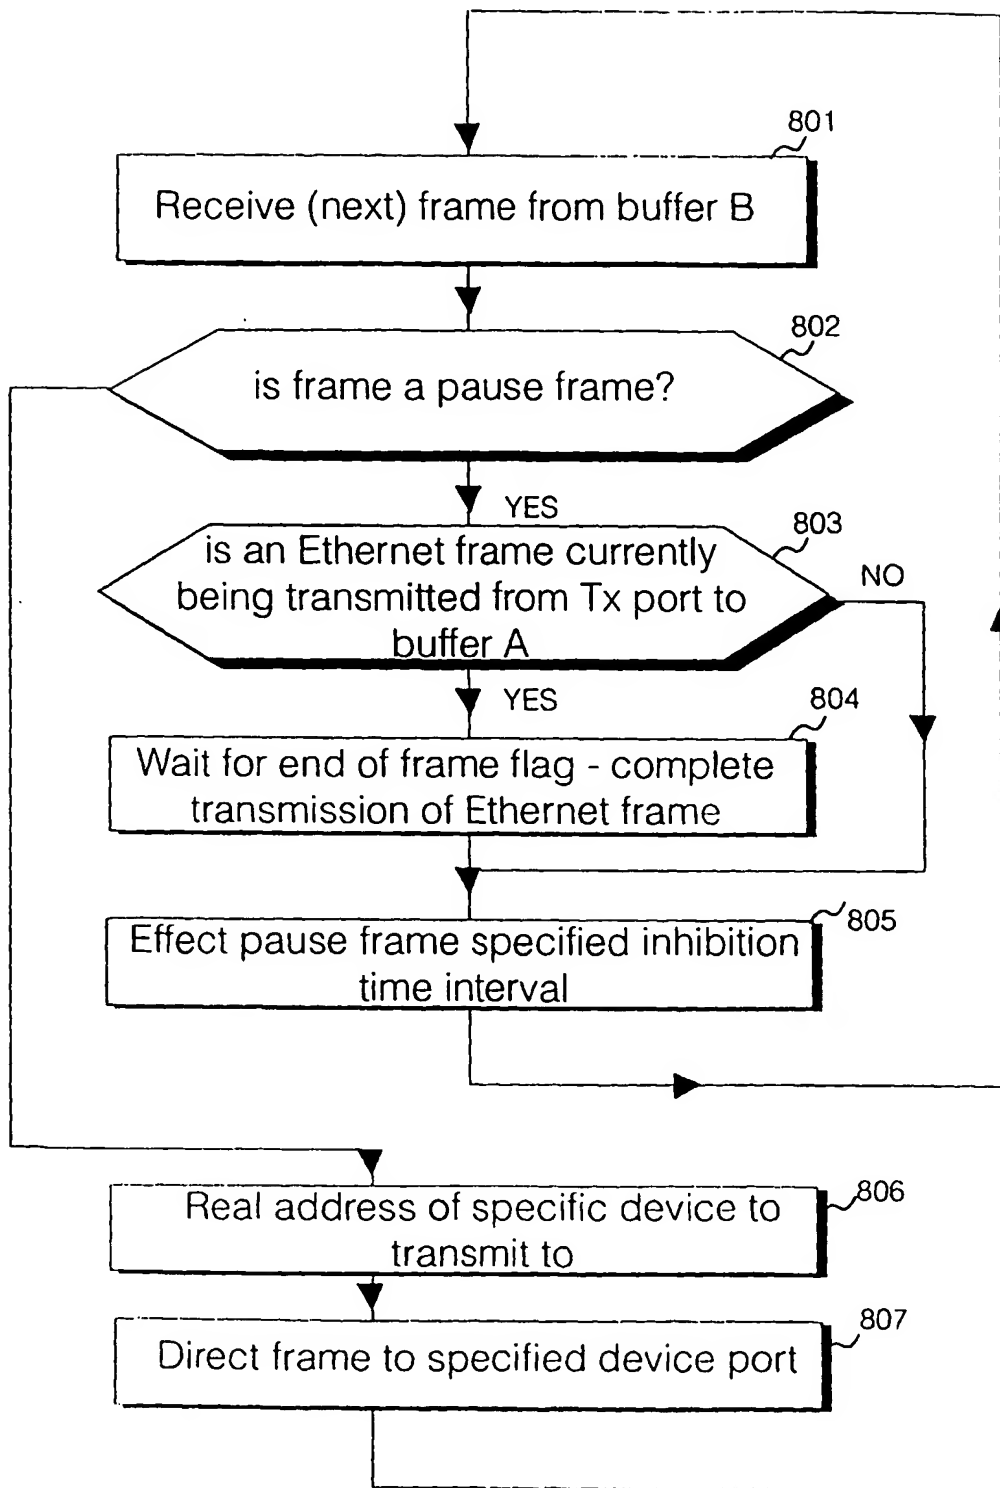 801
Receive (next) frame from buffer B
802
is frame a pause frame?
YES
803
is an Ethernet frame currently
being transmitted from Tx port to
buffer A
NO
YES
804
Wait for end of frame flag - complete
transmission of Ethernet frame
805
Effect pause frame specified inhibition
time interval
806
Real address of specific device to
transmit to
807
Direct frame to specified device port